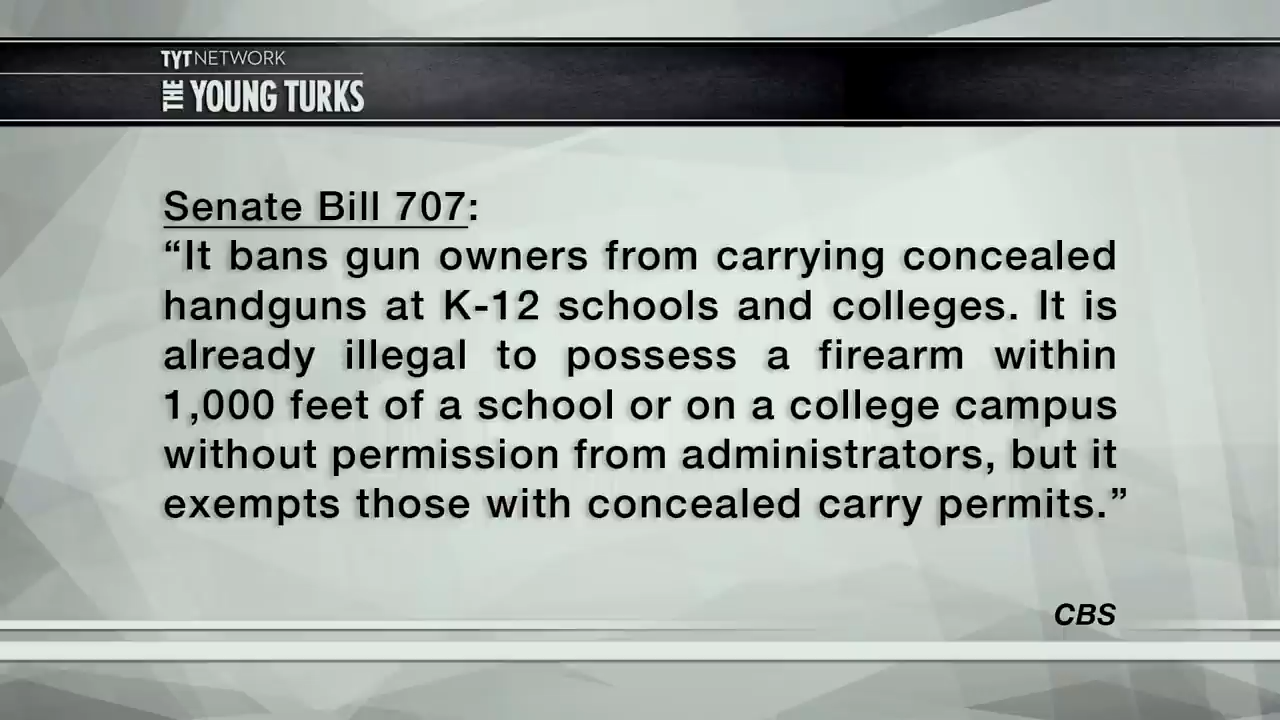 TYTNETWORK
THE YOUNG TURKS
Senate Bill 707:
“It bans gun owners from carrying concealed
handguns at K-12 schools and colleges. It is
already illegal to possess a firearm within
1,000 feet of a school or on a college campus
without permission from administrators, but it
exempts those with concealed carry permits.”
CBS